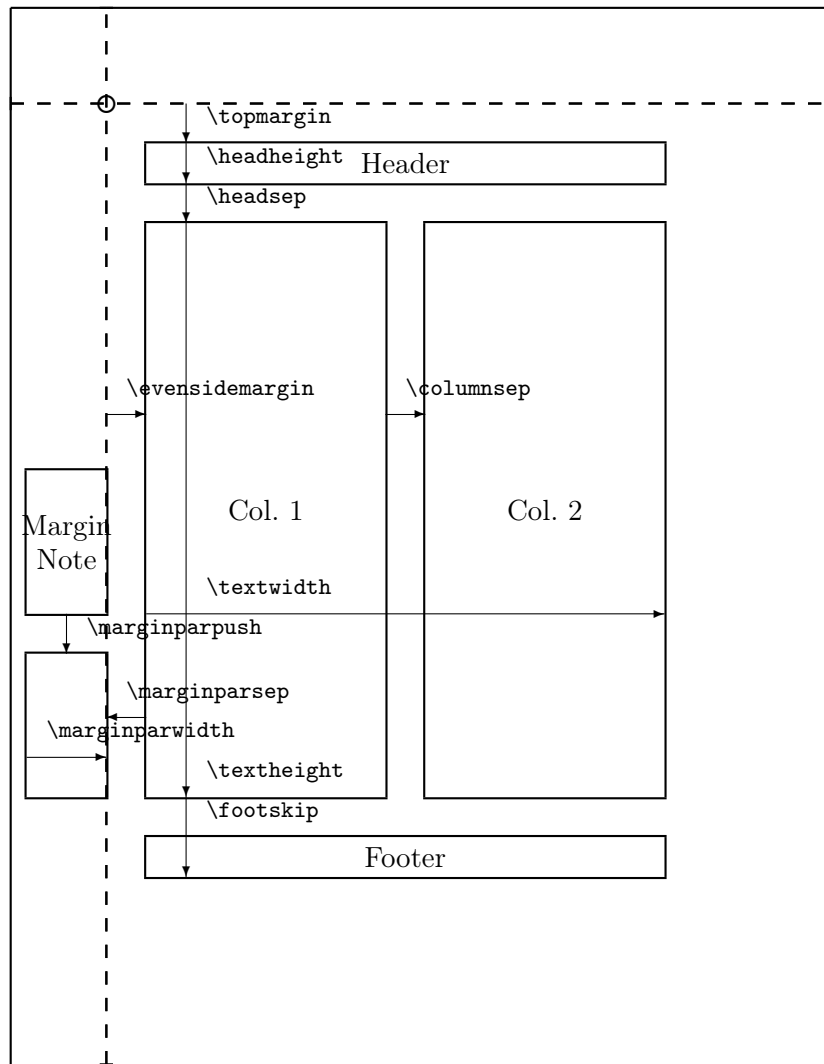 \topmargin
\headheight
Header
\headsep
\evensidemargin
\columnsep
Margin
Note
Col. 1
Col. 2
\textwidth
\marginparpush
\marginparsep
\marginparwidth
\textheight
\footskip
Footer